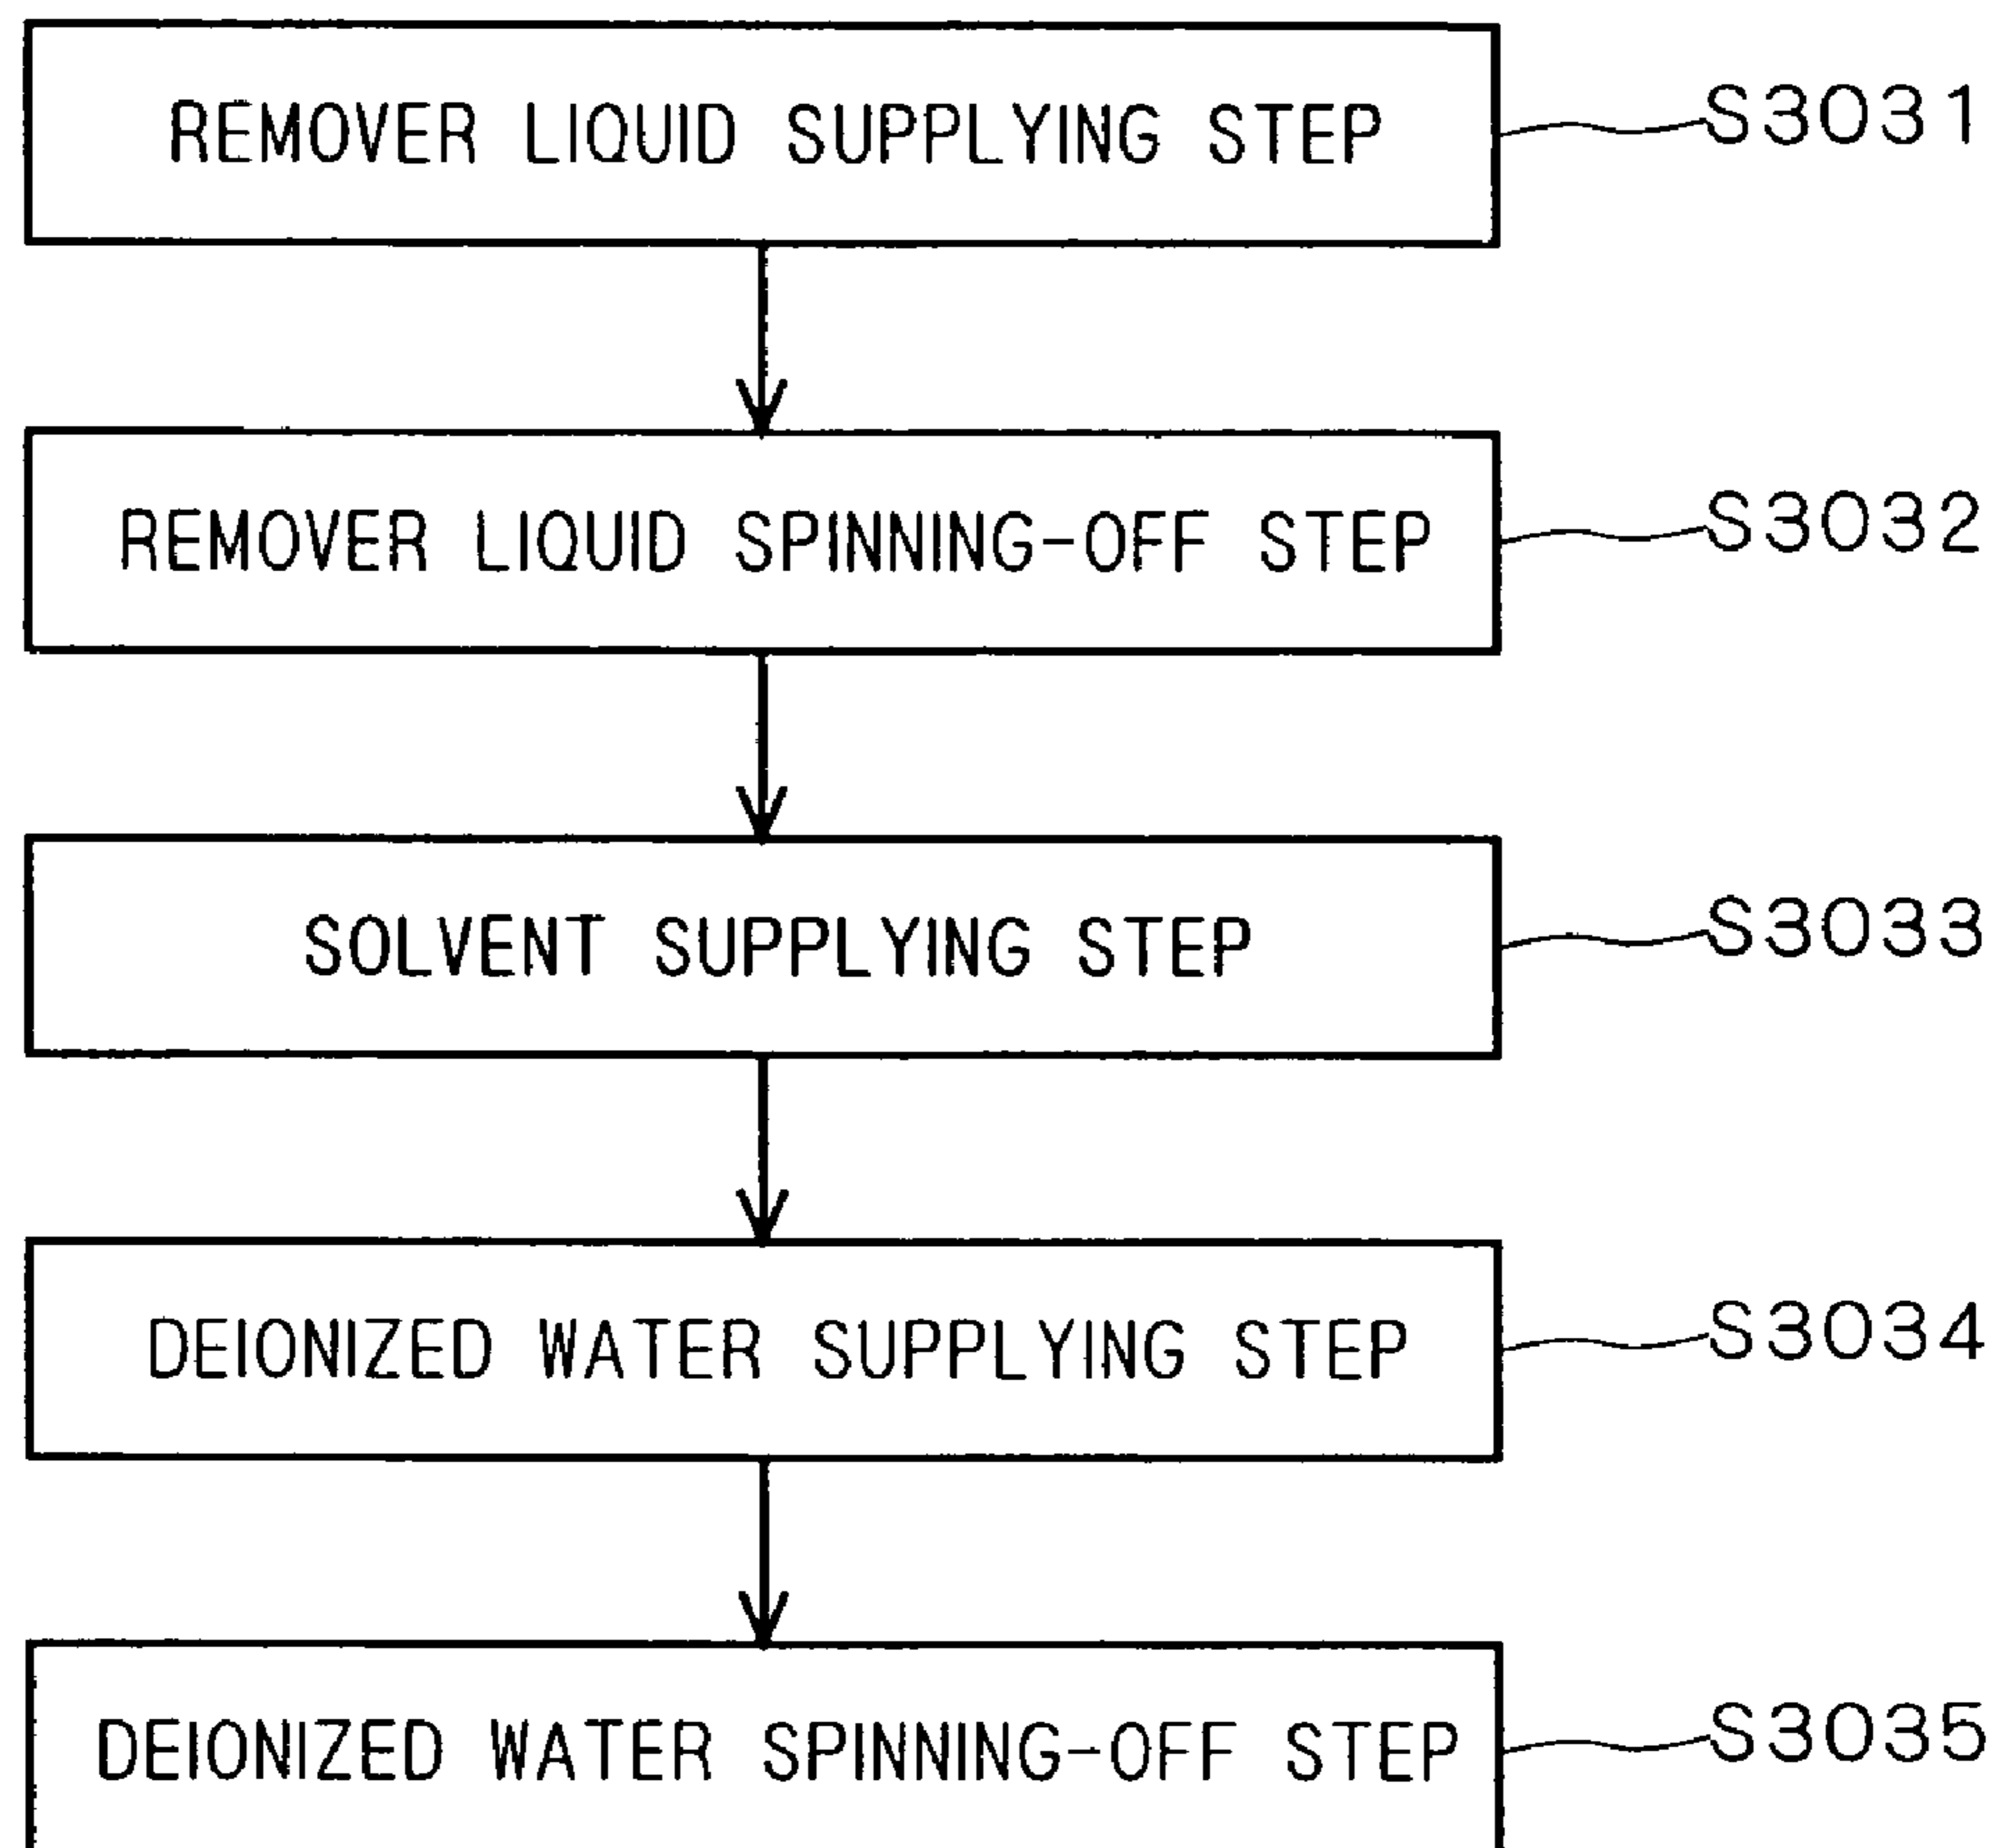 REMOVER LIQUID SUPPLYING STEP S3031
REMOVER LIQUID SPINNING-OFF STEP S3032
SOLVENT SUPPLYING STEP S3033
DEIONIZED WATER SUPPLYING STEP S3034
DEIONIZED WATER SPINNING-OFF STEP S3035